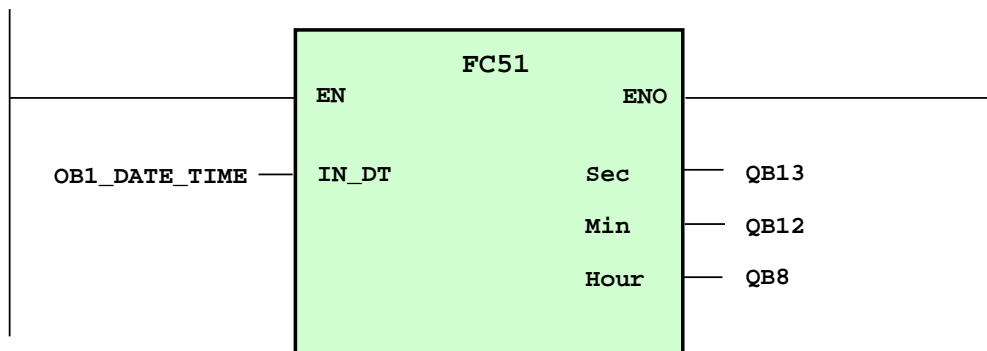 FC51
EN ENO
OB1_DATE_TIME IN_DT Sec QB13
Min QB12
Hour QB8